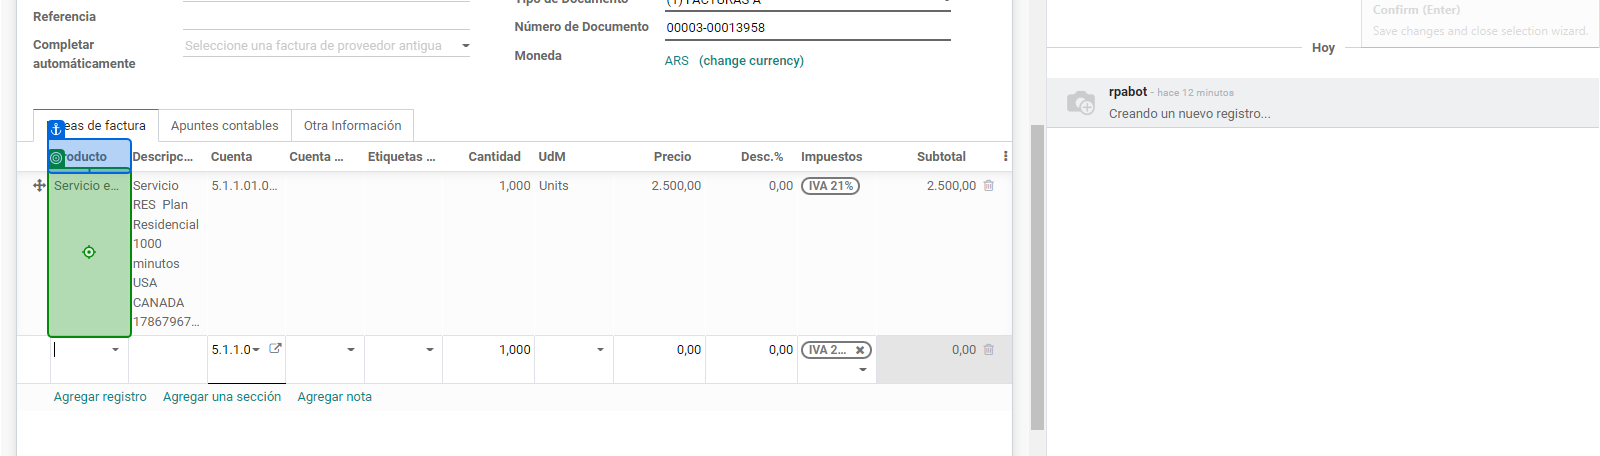 Referencia
Completar
automáticamente
Seleccione una factura de proveedor antigua
Tipo de Documento
(1) FACTURAS A
Número de Documento
00003-00013958
Moneda
ARS (change currency)
Confirm (Enter)
Save changes and close selection wizard.
Hoy
rpabot - hace 12 minutos
Creando un nuevo registro...
eas de factura
Apuntes contables
Otra Información
oducto Descripc... Cuenta Cuenta ... Etiquetas ... Cantidad UdM Precio Desc.% Impuestos Subtotal
Servicio e... Servicio 5.1.1.01.0... 1,000 Units 2.500,00 0,00 IVA 21% 2.500,00
RES Plan
Residencial
1000
minutos
USA
CANADA
17867967...
5.1.1.0 1,000 0,00 0,00 IVA 2... 0,00
Agregar registro Agregar una sección Agregar nota